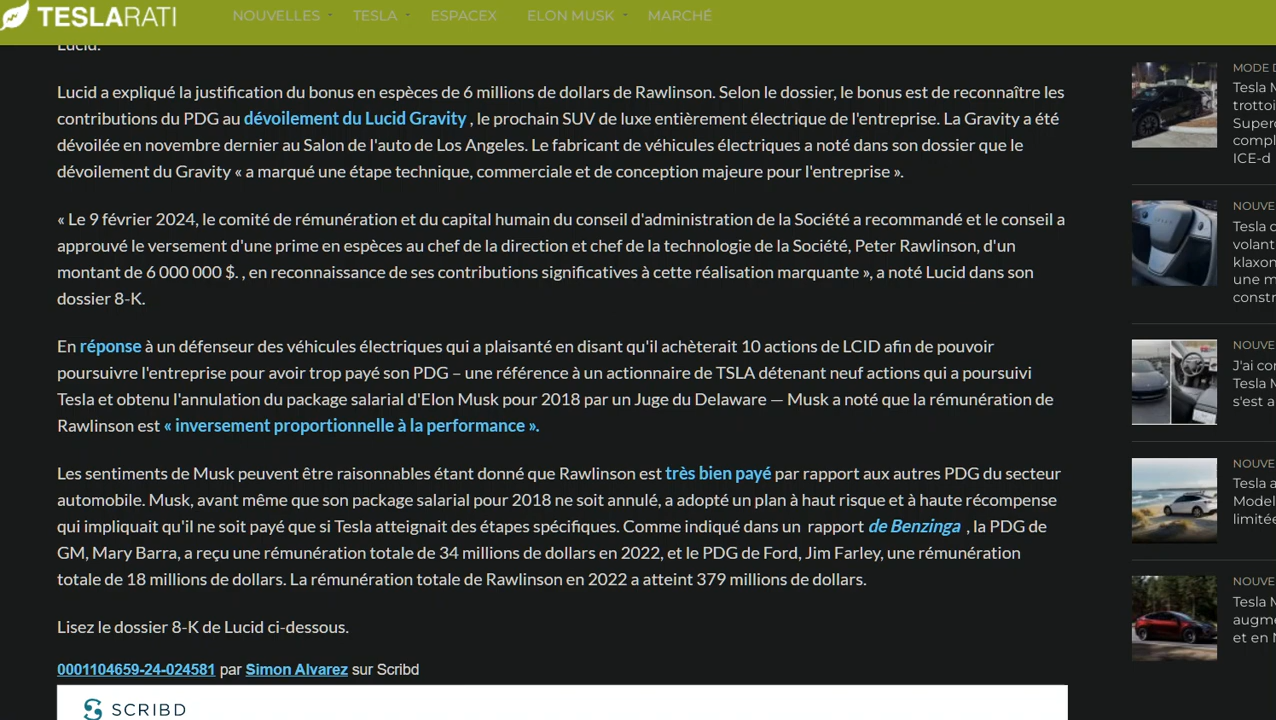 TESLARATI
NOUVELLES TESLA ESPACEX ELON MUSK MARCHÉ
Lucid.
Lucid a expliqué la justification du bonus en espèces de 6 millions de dollars de Rawlinson. Selon le dossier, le bonus est de reconnaître les
contributions du PDG au dévoilement du Lucid Gravity , le prochain SUV de luxe entièrement électrique de l'entreprise. La Gravity a été
dévoilée en novembre dernier au Salon de l'auto de Los Angeles. Le fabricant de véhicules électriques a noté dans son dossier que le
dévoilement du Gravity « a marqué une étape technique, commerciale et de conception majeure pour l'entreprise ».
« Le 9 février 2024, le comité de rémunération et du capital humain du conseil d'administration de la Société a recommandé et le conseil a
approuvé le versement d'une prime en espèces au chef de la direction et chef de la technologie de la Société, Peter Rawlinson, d'un
montant de 6 000 000 $. , en reconnaissance de ses contributions significatives à cette réalisation marquante », a noté Lucid dans son
dossier 8-K.
En réponse à un défenseur des véhicules électriques qui a plaisanté en disant qu'il achèterait 10 actions de LCID afin de pouvoir
poursuivre l'entreprise pour avoir trop payé son PDG – une référence à un actionnaire de TSLA détenant neuf actions qui a poursuivi
Tesla et obtenu l'annulation du package salarial d'Elon Musk pour 2018 par un Juge du Delaware — Musk a noté que la rémunération de
Rawlinson est « inversement proportionnelle à la performance ».
Les sentiments de Musk peuvent être raisonnables étant donné que Rawlinson est très bien payé par rapport aux autres PDG du secteur
automobile. Musk, avant même que son package salarial pour 2018 ne soit annulé, a adopté un plan à haut risque et à haute récompense
qui impliquait qu'il ne soit payé que si Tesla atteignait des étapes spécifiques. Comme indiqué dans un rapport de Benzinga , la PDG de
GM, Mary Barra, a reçu une rémunération totale de 34 millions de dollars en 2022, et le PDG de Ford, Jim Farley, une rémunération
totale de 18 millions de dollars. La rémunération totale de Rawlinson en 2022 a atteint 379 millions de dollars.
Lisez le dossier 8-K de Lucid ci-dessous.
0001104659-24-024581 par Simon Alvarez sur Scribd
SCRIBD
MODE D
Tesla M
trottoi
Superc
compl
ICE-d
NOUVE
Tesla c
volant
klaxon
une m
constr
NOUVE
J'ai co
Tesla M
s'est a
NOUVE
Tesla a
Model
limitée
NOUVE
Tesla M
augme
et en M